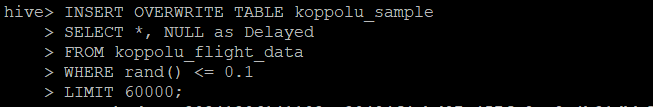 hive> INSERT OVERWRITE TABLE koppolu_sample
> SELECT *, NULL as Delayed
> FROM koppolu_flight_data
> WHERE rand() <= 0.1
> LIMIT 60000;